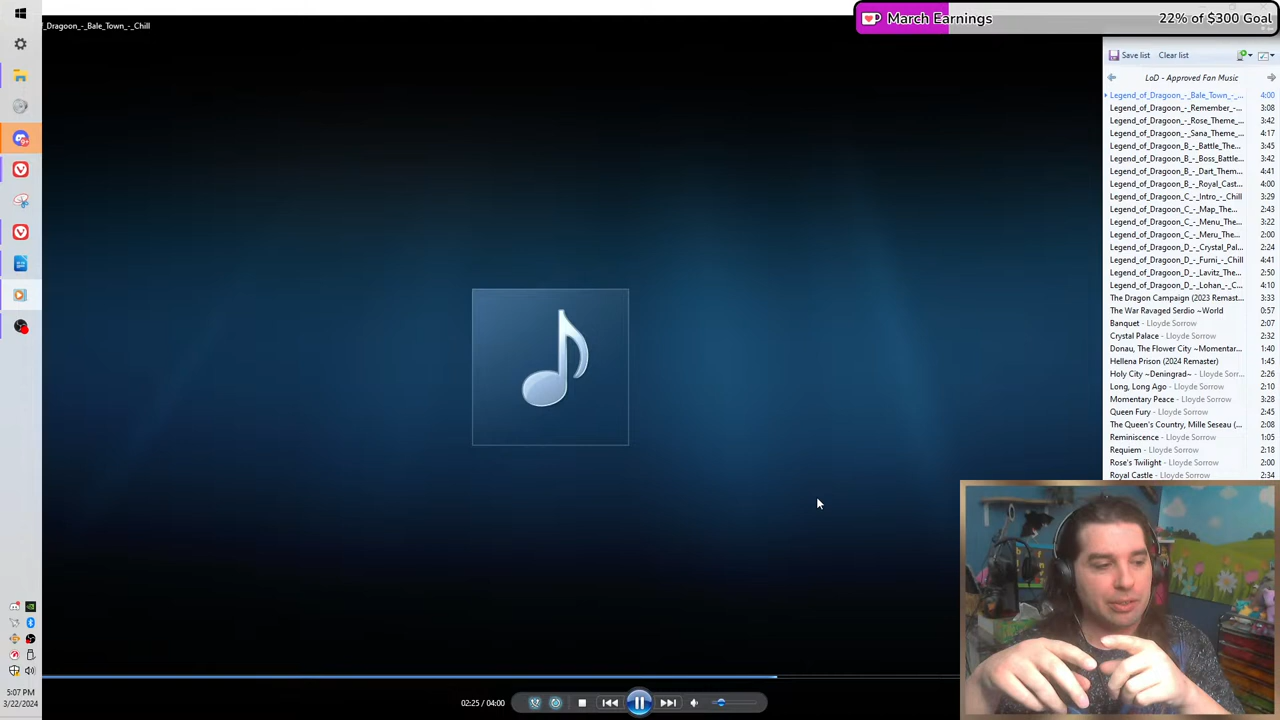 /_Dragoon_-_Bale_Town_-_Chill
March Earnings
22% of $300 Goal
Save list
Clear list
LoD - Approved Fan Music
Legend_of_Dragoon_-_Bale_Town_-_... 4:00
Legend_of_Dragoon_-_Remember_-... 3:08
Legend_of_Dragoon_-_Rose_Theme_... 3:42
Legend_of_Dragoon_-_Sana_Theme_... 4:17
Legend_of_Dragoon_B_-_Battle_The... 3:45
Legend_of_Dragoon_B_-_Boss_Battle... 3:42
Legend_of_Dragoon_B_-_Dart_Them... 4:41
Legend_of_Dragoon_B_-_Royal_Cast... 4:00
Legend_of_Dragoon_C_-_Intro_-_Chill 3:29
Legend_of_Dragoon_C_-_Map_The... 2:43
Legend_of_Dragoon_C_-_Menu_The... 3:22
Legend_of_Dragoon_C_-_Meru_The... 2:00
Legend_of_Dragoon_D_-_Crystal_Pal... 2:24
Legend_of_Dragoon_D_-_Furni_-_Chill 4:41
Legend_of_Dragoon_D_-_Lavitz_The... 2:50
Legend_of_Dragoon_D_-_Lohan_-_C... 4:10
The Dragon Campaign (2023 Remast... 3:33
The War Ravaged Serdio ~World 0:57
Banquet - Lloyde Sorrow 2:07
Crystal Palace - Lloyde Sorrow 2:32
Donau, The Flower City ~Momentar... 1:40
Hellena Prison (2024 Remaster) 1:45
Holy City ~Deningrad~ - Lloyde Sorr... 2:26
Long, Long Ago - Lloyde Sorrow 2:14
Momentary Peace - Lloyde Sorrow 3:28
Queen Fury - Lloyde Sorrow 2:45
The Queen's Country, Mille Seseau (... 2:08
Reminiscence - Lloyde Sorrow 1:05
Requiem - Lloyde Sorrow 2:18
Rose's Twilight - Lloyde Sorrow 2:00
Royal Castle - Lloyde Sorrow 2:34
02:25 / 04:00
5:07 PM
3/22/2024